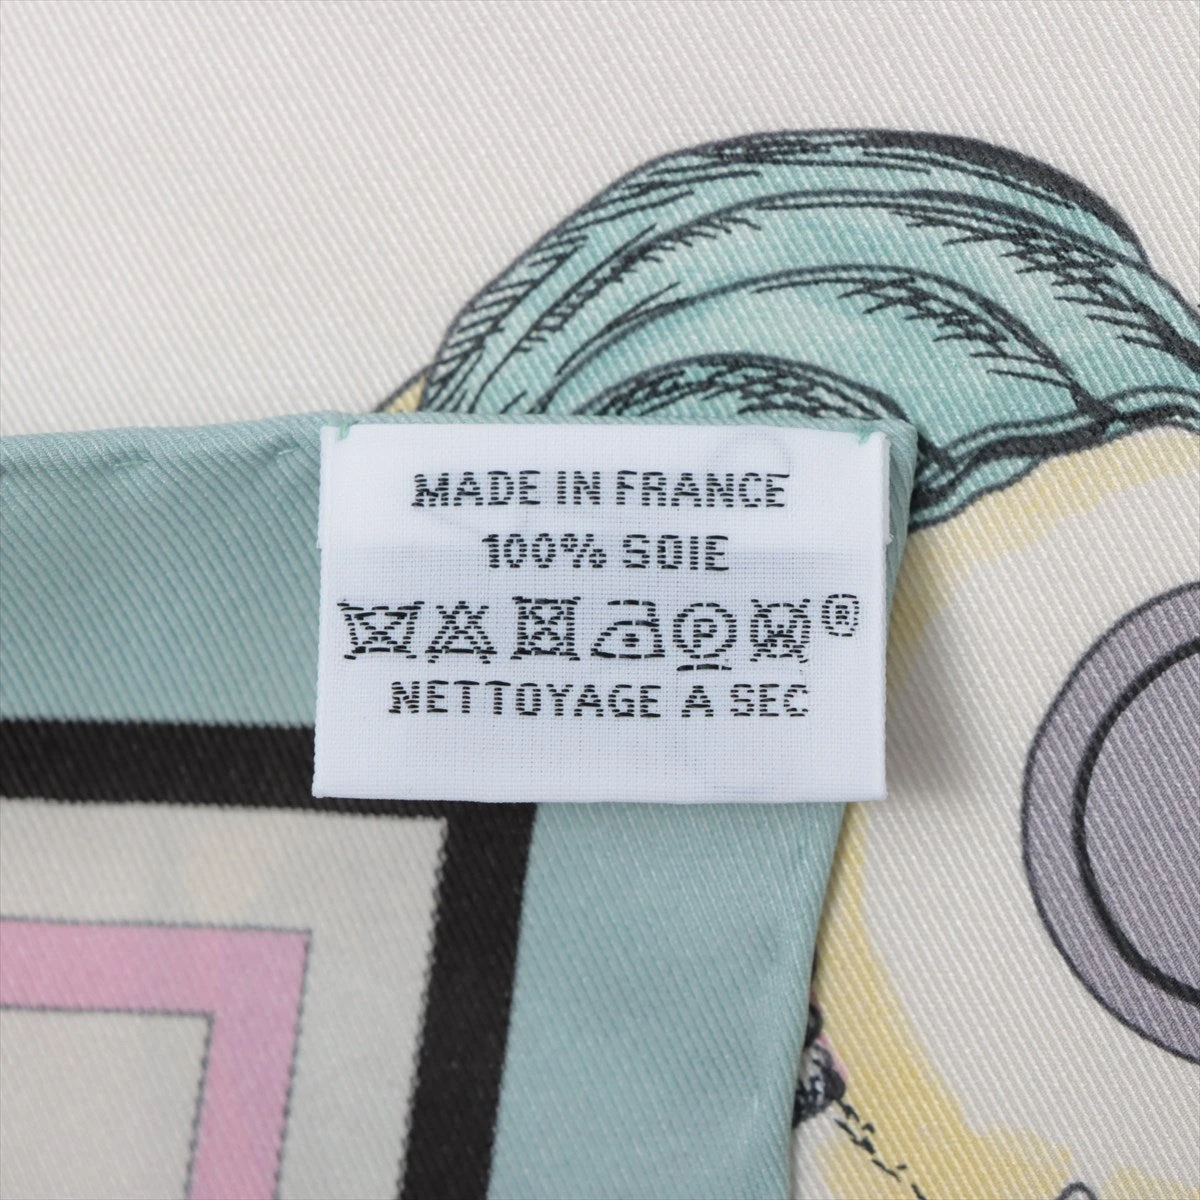 MADE IN FRANCE
100% SOIE
P W ®
NETTOYAGE A SEC